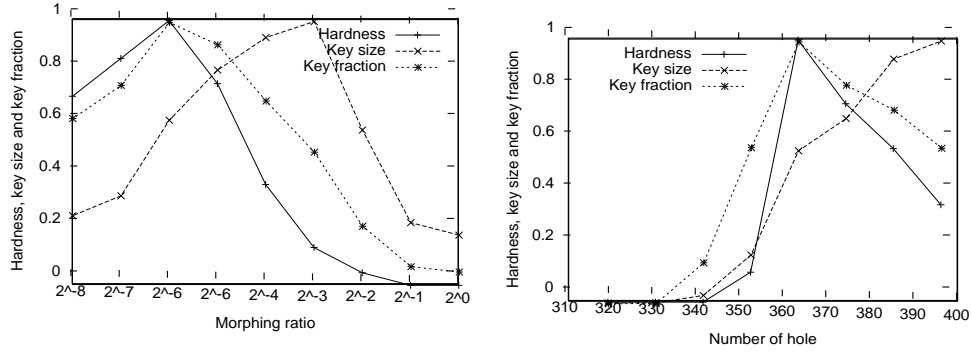 1
0.8
0.6
0.4
0.2
0
Hardness, key size and key fraction
Hardness
Key size
Key fraction
2^-8 2^-7 2^-6 2^-6 2^-4 2^-3 2^-2 2^-1 2^0
Morphing ratio
1
0.8
0.6
0.4
0.2
0
Hardness, key size and key fraction
Hardness
Key size
Key fraction
310 320 330 340 350 360 370 380 390 400
Number of hole